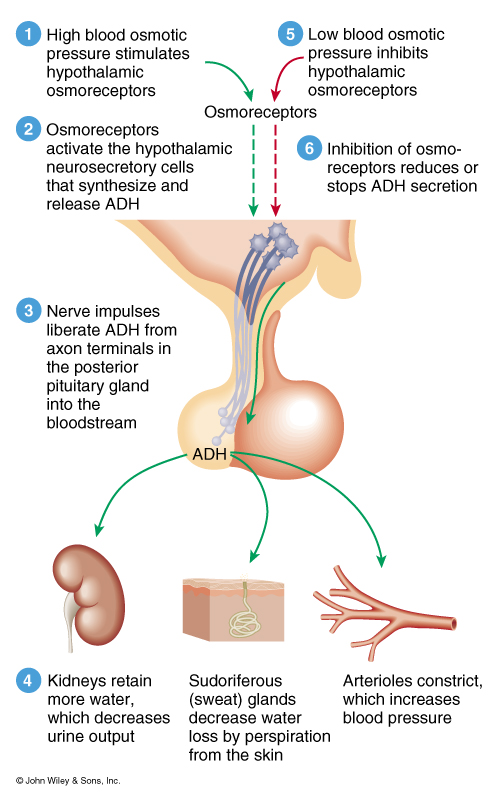 1 High blood osmotic
pressure stimulates
hypothalamic
osmoreceptors
5 Low blood osmotic
pressure inhibits
hypothalamic
osmoreceptors
Osmoreceptors
2 Osmoreceptors
activate the hypothalamic
neurosecretory cells
that synthesize and
release ADH
6 Inhibition of osmo-
receptors reduces or
stops ADH secretion
3 Nerve impulses
liberate ADH from
axon terminals in
the posterior
pituitary gland
into the
bloodstream
ADH
4 Kidneys retain
more water,
which decreases
urine output
Sudoriferous
(sweat) glands
decrease water
loss by perspiration
from the skin
Arterioles constrict,
which increases
blood pressure
© John Wiley & Sons, Inc.